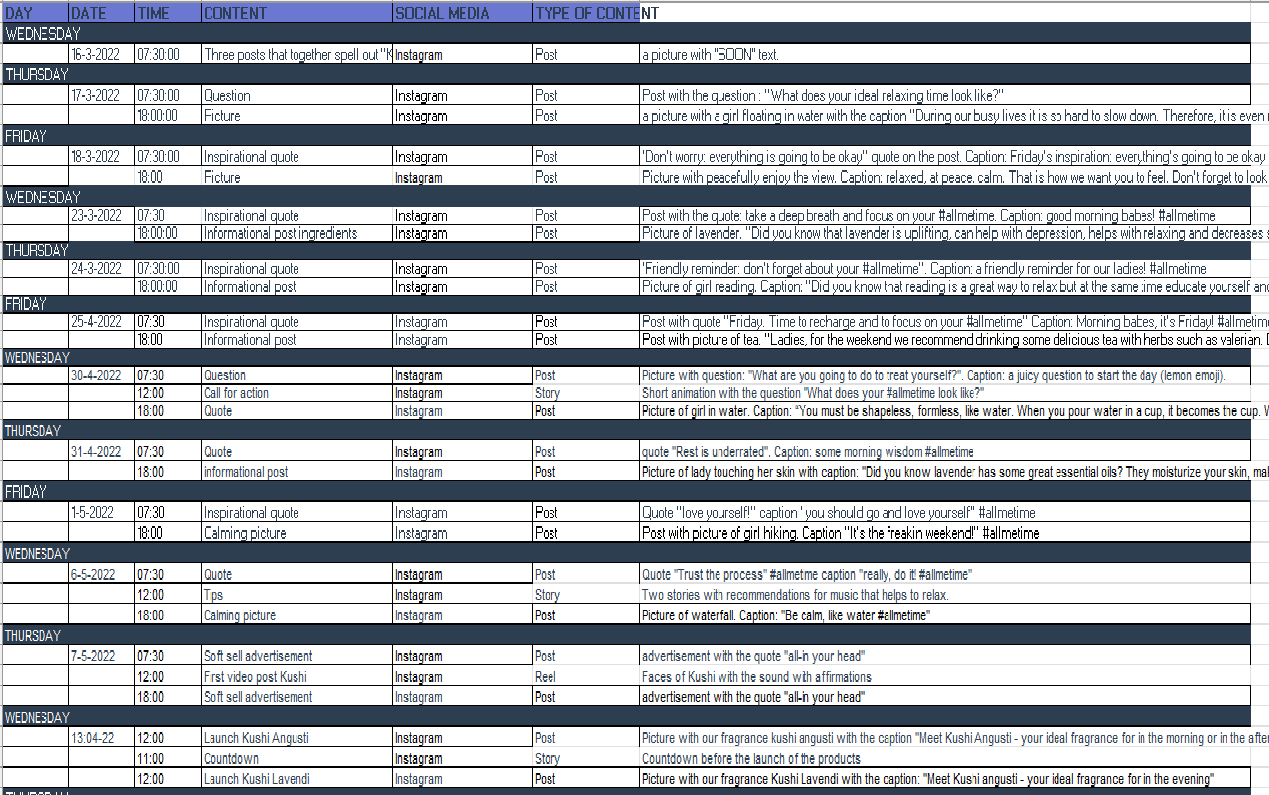 DAY DATE TIME CONTENT SOCIAL MEDIA TYPE OF CONTENT
WEDNESDAY
16-3-2022 07:30:00 Three posts that together spell out "K Instagram Post a picture with "SOON" text.
THURSDAY
17-3-2022 07:30:00 Question Instagram Post Post with the question : "What does your ideal relaxing time look like?"
18:00:00 Ficture Instagram Post a picture with a girl floating in water with the caption "During our busy lives it is so hard to slow down. Therefore, it is even
FRIDAY
18-3-2022 07:30:00 Inspirational quote Instagram Post 'Don't worry: everything is going to be okay" quote on the post. Caption: Friday's inspiration: everything's going to be okay
18:00 Ficture Instagram Post Picture with peacefully enjoy the view. Caption: relaxed, at peace, calm. That is how we want you to feel. Don't forget to look
WEDNESDAY
23-3-2022 07:30 Inspirational quote Instagram Post Post with the quote: take a deep breath and focus on your #allmetime. Caption: good morning babes! #allmetime
18:00:00 Informational post ingredients Instagram Post Picture of lavender. "Did you know that lavender is uplifting, can help with depression, helps with relaxing and decreases
THURSDAY
24-3-2022 07:30:00 Inspirational quote Instagram Post 'Friendly reminder: don't forget about your #allmetime". Caption: a friendly reminder for our ladies! #allmetime
18:00:00 Informational post Instagram Post Picture of girl reading. Caption: "Did you know that reading is a great way to relax but at the same time educate yourself and
FRIDAY
25-4-2022 07:30 Inspirational quote Instagram Post Post with quote "Friday. Time to recharge and to focus on your #allmetime" Caption: Morning babes, it's Friday! #allmetim
18:00 Informational post Instagram Post Post with picture of tea. "Ladies, for the weekend we recommend drinking some delicious tea with herbs such as valerian.
WEDNESDAY
30-4-2022 07:30 Question Instagram Post Picture with question: "What are you going to do to treat yourself?". Caption: a juicy question to start the day (lemon emoji).
12:00 Call for action Instagram Story Short animation with the question "What does your #allmetime look like?"
18:00 Quote Instagram Post Picture of girl in water. Caption: "You must be shapeless, formless, like water. When you pour water in a cup, it becomes the cup. W
THURSDAY
31-4-2022 07:30 Quote Instagram Post quote "Rest is underrated". Caption: some morning wisdom #allmetime
18:00 informational post Instagram Post Picture of lady touching her skin with caption: "Did you know lavender has some great essential oils? They moisturize your skin, mal
FRIDAY
1-5-2022 07:30 Inspirational quote Instagram Post Quote "love yourself!" caption ' you should go and love yourself" #allmetime
18:00 Calming picture Instagram Post Post with picture of girl hiking. Caption "It's the freakin weekend!" #allmetime
WEDNESDAY
6-5-2022 07:30 Quote Instagram Post Quote "Trust the process" #allmetme caption "really, do it! #allmetime"
12:00 Tps Instagram Story Two stories with recommendations for music that helps to relax.
18:00 Calming picture Instagram Post Picture of waterfall. Caption: "Be calm, like water #allmetime"
THURSDAY
7-5-2022 07:30 Soft sell advertisement Instagram Post advertisement with the quote "all-in your head"
12:00 Frst video post Kushi Instagram Reel Faces of Kushi with the sound with affirmations
18:00 Soft sell advertisement Instagram Post advertisement with the quote "all-in your head"
WEDNESDAY
13:04-22 12:00 Launch Kushi Angusti Instagram Post Picture with our fragrance kushi angusti with the caption "Meet Kushi Angusti - your ideal fragrance for in the morning or in the after
11:00 Countdown Instagram Story Countdown before the launch of the products
12:00 Launch Kushi Lavendi Instagram Post Picture with our fragrance Kushi Lavendi with the caption: "Meet Kushi angusti - your ideal fragrance for in the evening"